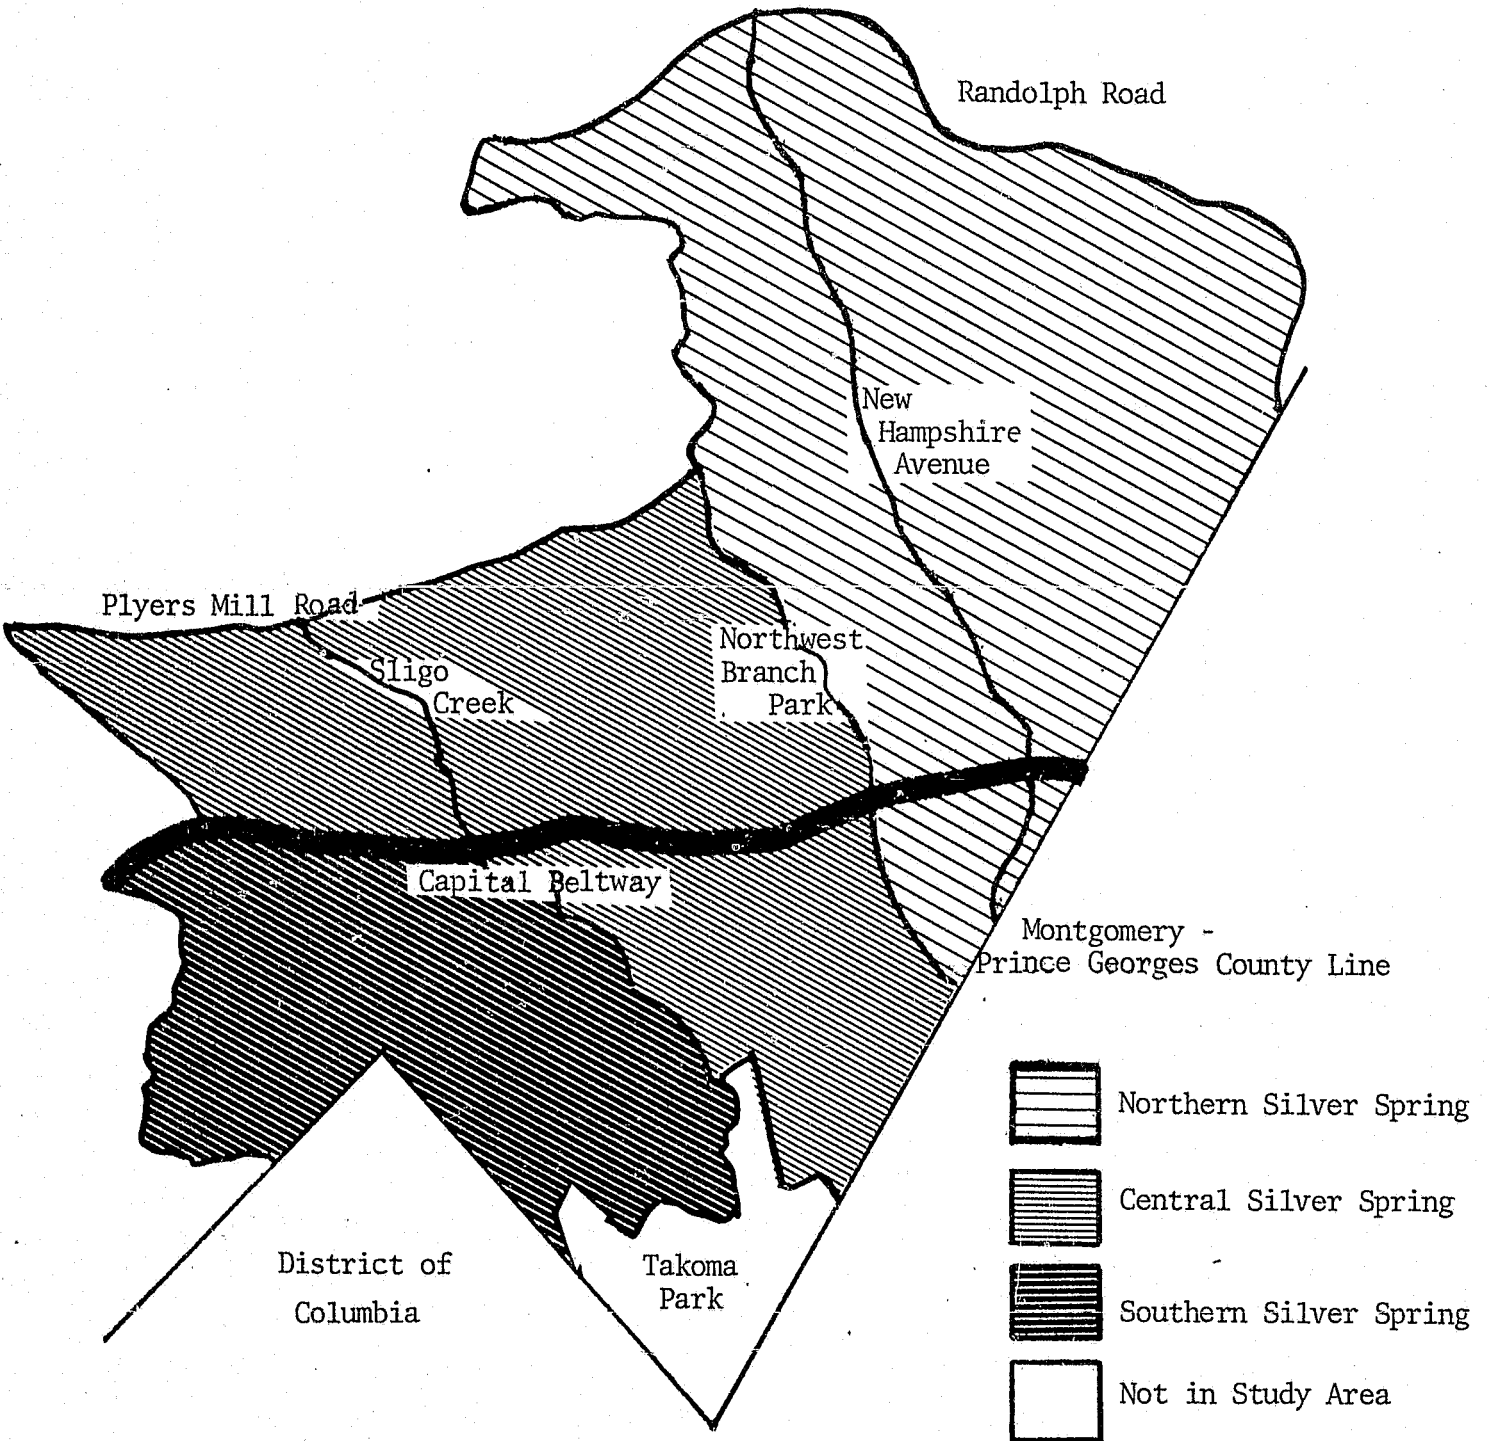 Randolph Road
New
Hampshire
Avenue
Plyers Mill Road
Northwest
Branch
Park
Sligo
Creek
Capital Beltway
Montgomery -
Prince Georges County Line
Northern Silver Spring
Central Silver Spring
District of
Columbia
Takoma
Park
Southern Silver Spring
Not in Study Area